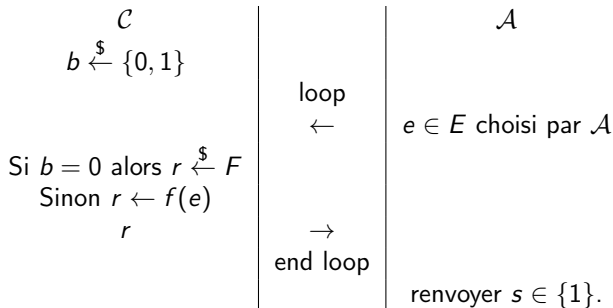 𝒞 𝒜
b ←$ {0, 1}
loop
← e ∈ E choisi par 𝒜
Si b = 0 alors r ←$ F
Sinon r ← f(e)
r →
end loop
renvoyer s ∈ {1}.